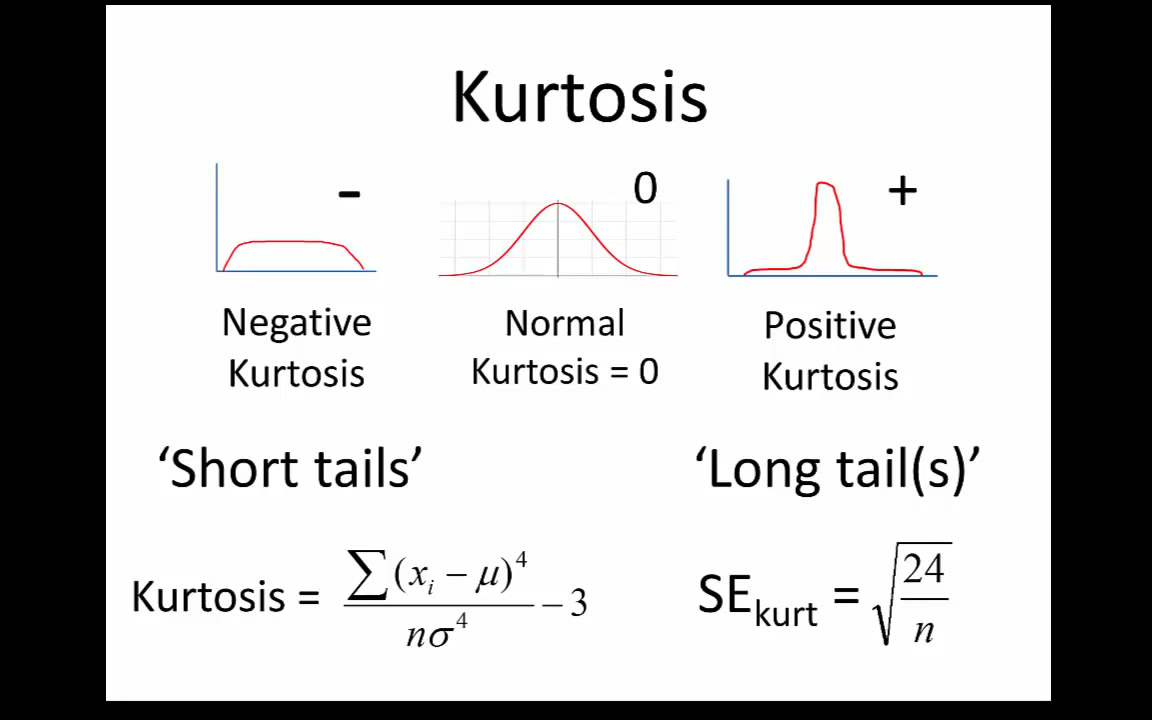 Kurtosis
- 0 +
Negative Kurtosis
Normal Kurtosis = 0
Positive Kurtosis
‘Short tails’ ‘Long tail(s)’
Kurtosis = ∑(xᵢ − μ)⁴ / nσ⁴ − 3
SEkurt = √(24/n)